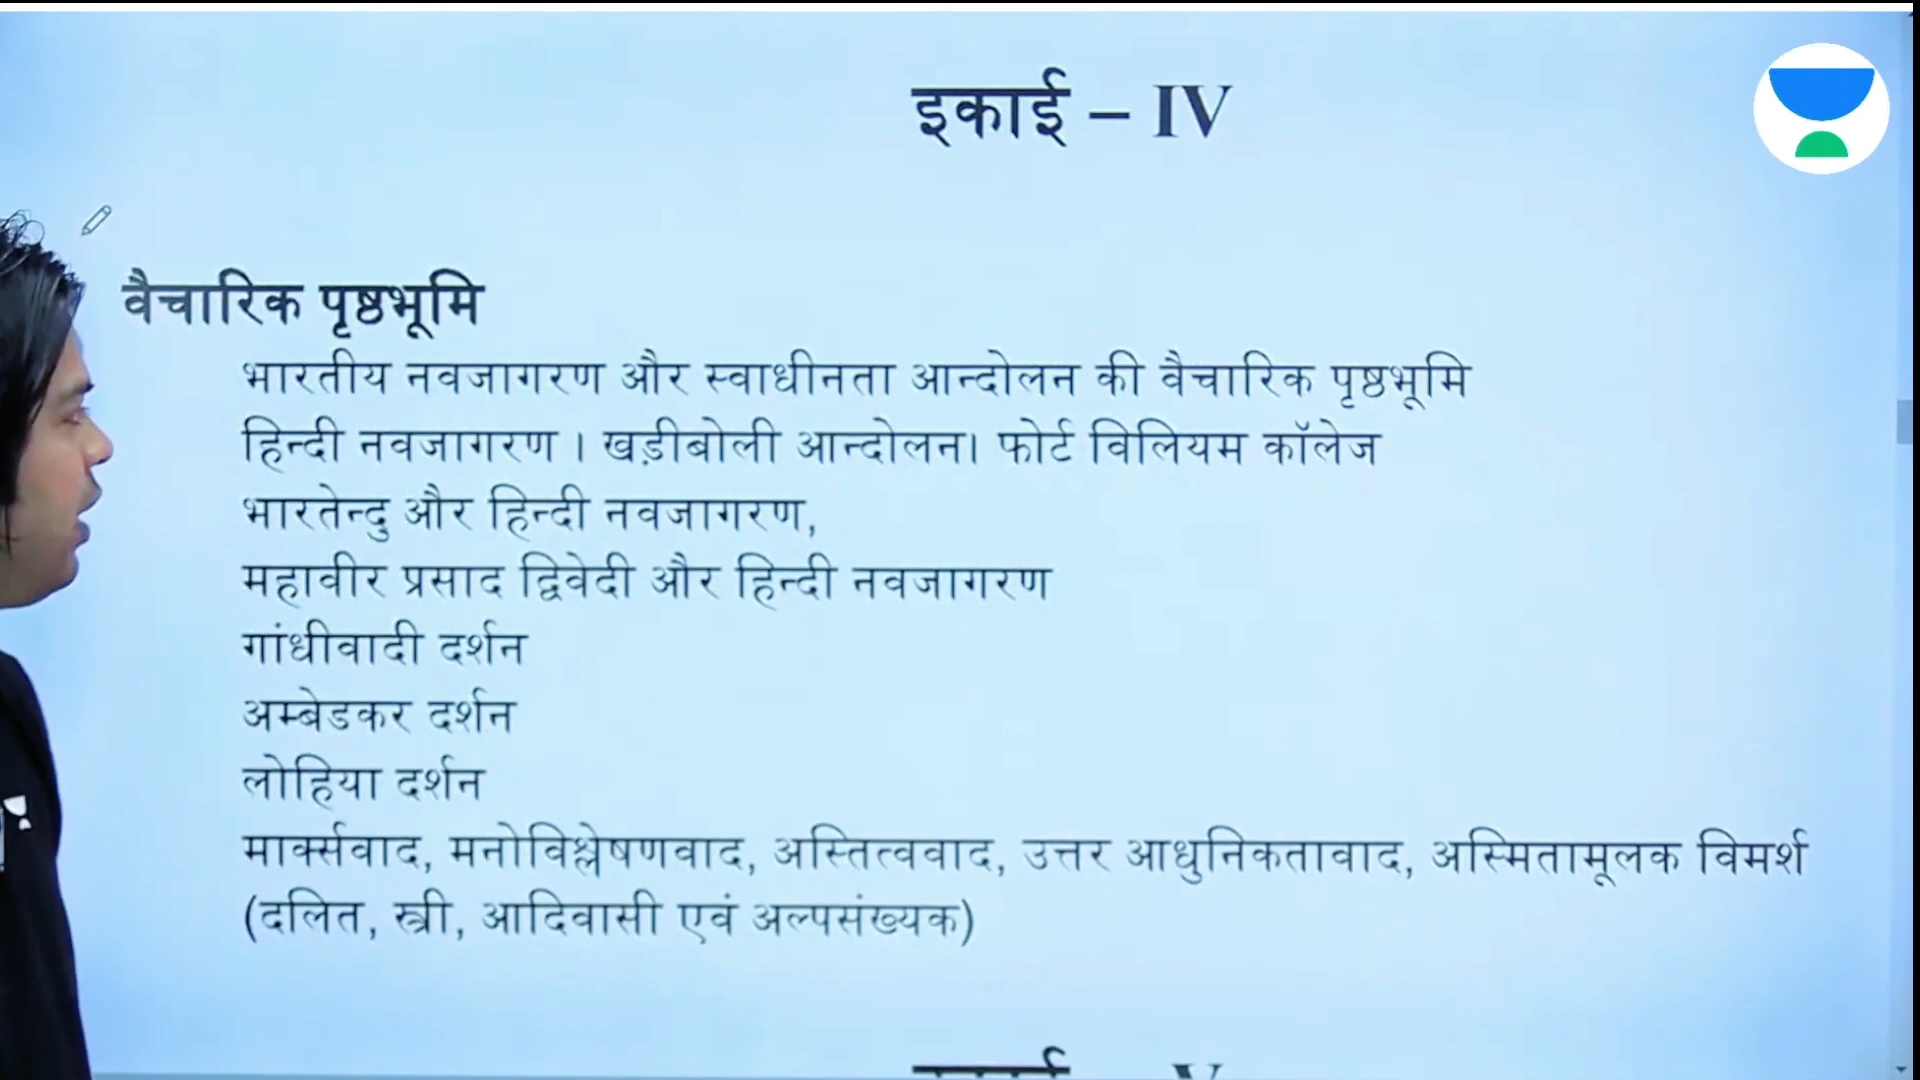 इकाई – IV
वैचारिक पृष्ठभूमि
भारतीय नवजागरण और स्वाधीनता आन्दोलन की वैचारिक पृष्ठभूमि
हिन्दी नवजागरण । खड़ीबोली आन्दोलन। फोर्ट विलियम कॉलेज
भारतेन्दु और हिन्दी नवजागरण,
महावीर प्रसाद द्विवेदी और हिन्दी नवजागरण
गांधीवादी दर्शन
अम्बेडकर दर्शन
लोहिया दर्शन
मार्क्सवाद, मनोविश्लेषणवाद, अस्तित्ववाद, उत्तर आधुनिकतावाद, अस्मितामूलक विमर्श
(दलित, स्त्री, आदिवासी एवं अल्पसंख्यक)